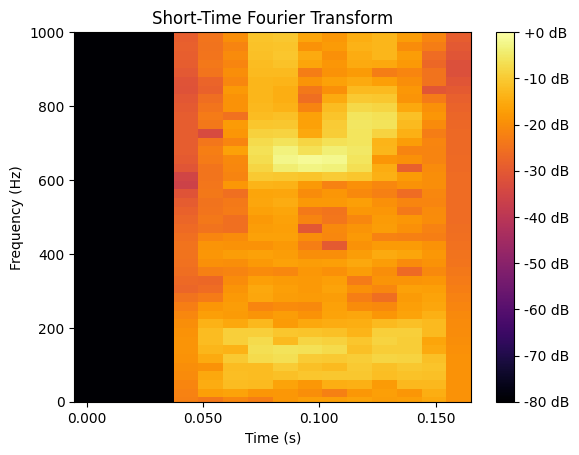 Short-Time Fourier Transform
Frequency (Hz)
1000
800
600
400
200
0
0.000
0.050
0.100
0.150
Time (s)
+0 dB
-10 dB
-20 dB
-30 dB
-40 dB
-50 dB
-60 dB
-70 dB
-80 dB